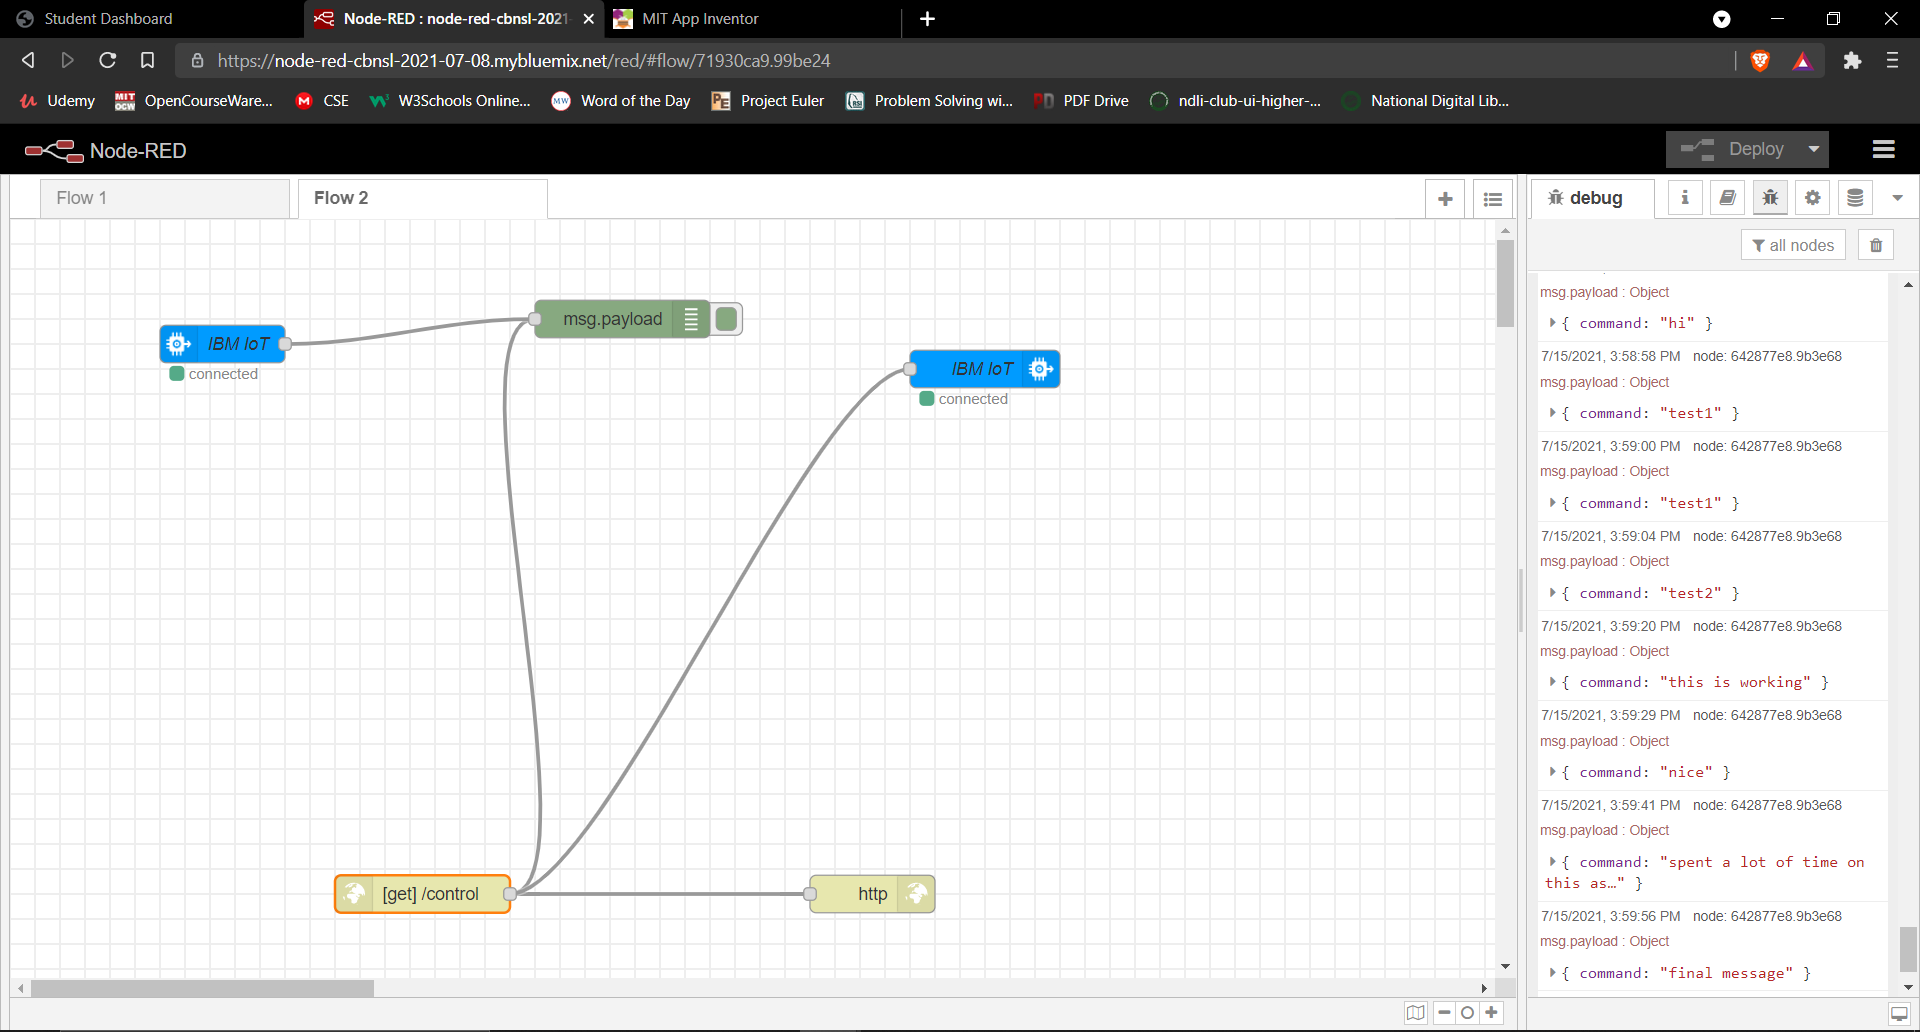 Student Dashboard
Node-RED : node-red-cbnsl-2021
MIT App Inventor
https://node-red-cbnsl-2021-07-08.mybluemix.net/red/#flow/71930ca9.99be24
Udemy
MIT OCW OpenCourseWare...
M CSE
W3Schools Online...
MW Word of the Day
PE Project Euler
Problem Solving wi...
PD PDF Drive
ndli-club-ui-higher-...
National Digital Lib...
Node-RED
Deploy
Flow 1
Flow 2
debug
all nodes
msg.payload
IBM IoT
connected
IBM IoT
connected
[get] /control
http
msg.payload : Object
{ command: "hi" }
7/15/2021, 3:58:58 PM node: 642877e8.9b3e68
msg.payload : Object
{ command: "test1" }
7/15/2021, 3:59:00 PM node: 642877e8.9b3e68
msg.payload : Object
{ command: "test1" }
7/15/2021, 3:59:04 PM node: 642877e8.9b3e68
msg.payload : Object
{ command: "test2" }
7/15/2021, 3:59:20 PM node: 642877e8.9b3e68
msg.payload : Object
{ command: "this is working" }
7/15/2021, 3:59:29 PM node: 642877e8.9b3e68
msg.payload : Object
{ command: "nice" }
7/15/2021, 3:59:41 PM node: 642877e8.9b3e68
msg.payload : Object
{ command: "spent a lot of time on
this as…" }
7/15/2021, 3:59:56 PM node: 642877e8.9b3e68
msg.payload : Object
{ command: "final message" }